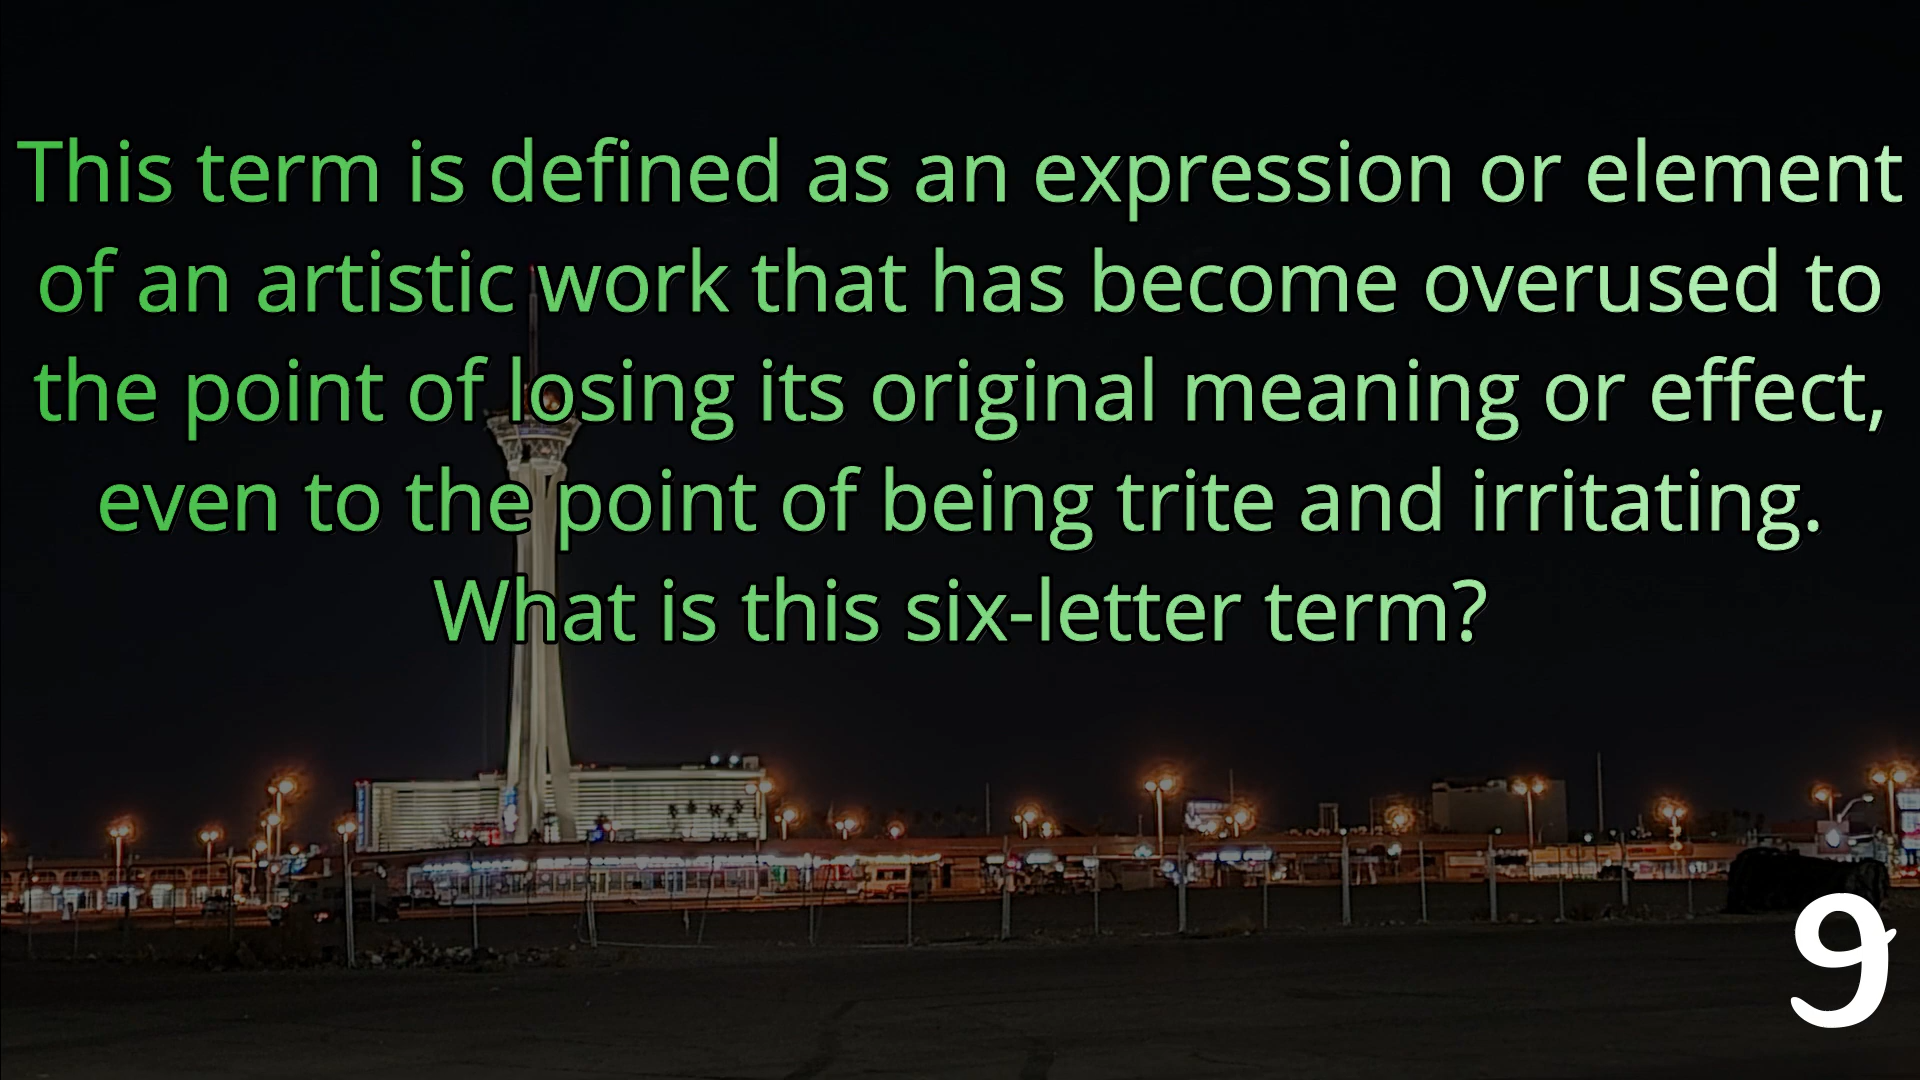 This term is defined as an expression or element
of an artistic work that has become overused to
the point of losing its original meaning or effect,
even to the point of being trite and irritating.
What is this six-letter term?
9